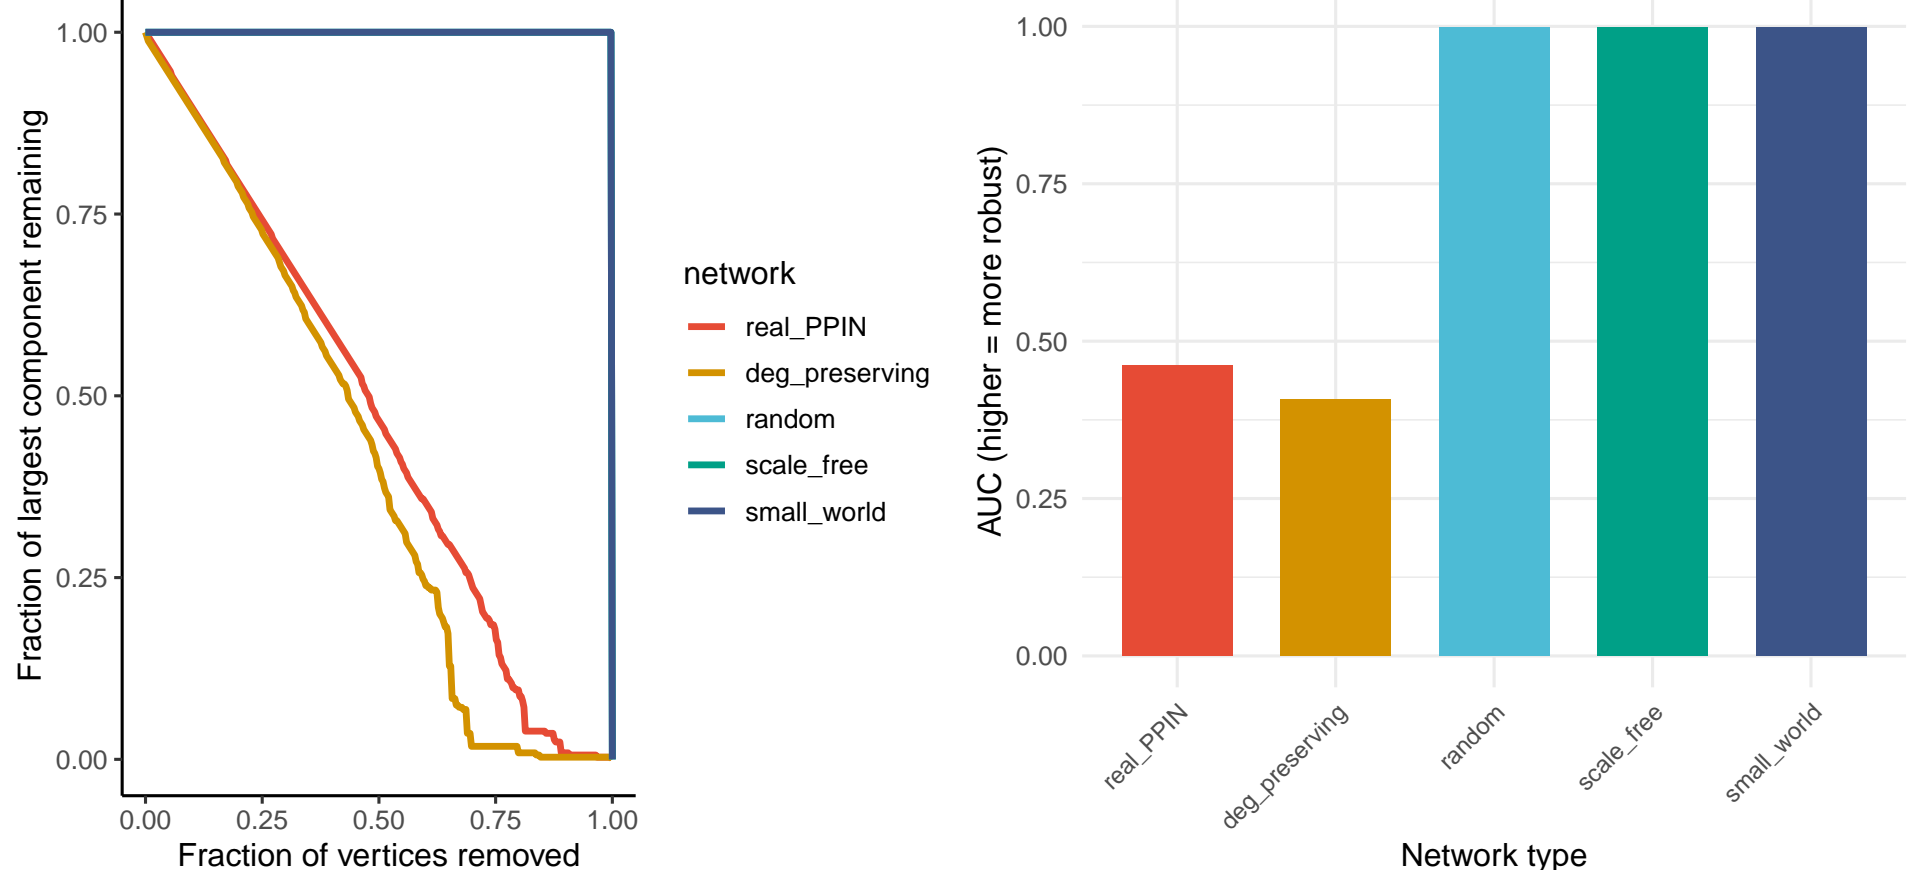 Fraction of largest component remaining
1.00
0.75
0.50
0.25
0.00
0.00 0.25 0.50 0.75 1.00
Fraction of vertices removed
network
real_PPIN
deg_preserving
random
scale_free
small_world
AUC (higher = more robust)
1.00
0.75
0.50
0.25
0.00
real_PPIN
deg_preserving
random
scale_free
small_world
Network type